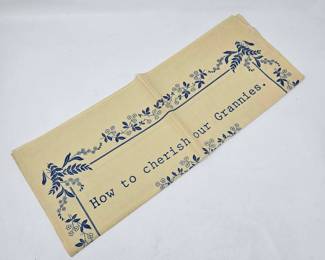 How to cherish our Grannies.